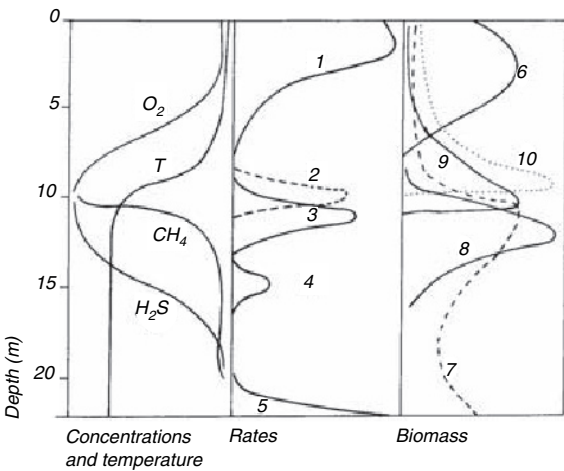 0
5
10
15
20
Depth (m)
O₂
T
CH₄
H₂S
1
2
3
4
5
6
9
10
8
7
Concentrations
and temperature
Rates
Biomass